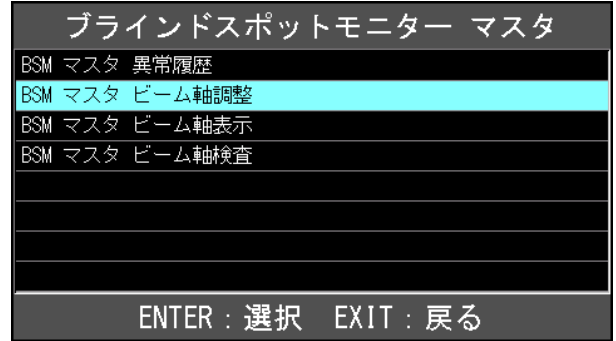 ブラインドスポットモニター マスタ
BSM マスタ 異常履歴
BSM マスタ ビーム軸調整
BSM マスタ ビーム軸表示
BSM マスタ ビーム軸検査
ENTER：選択　EXIT：戻る